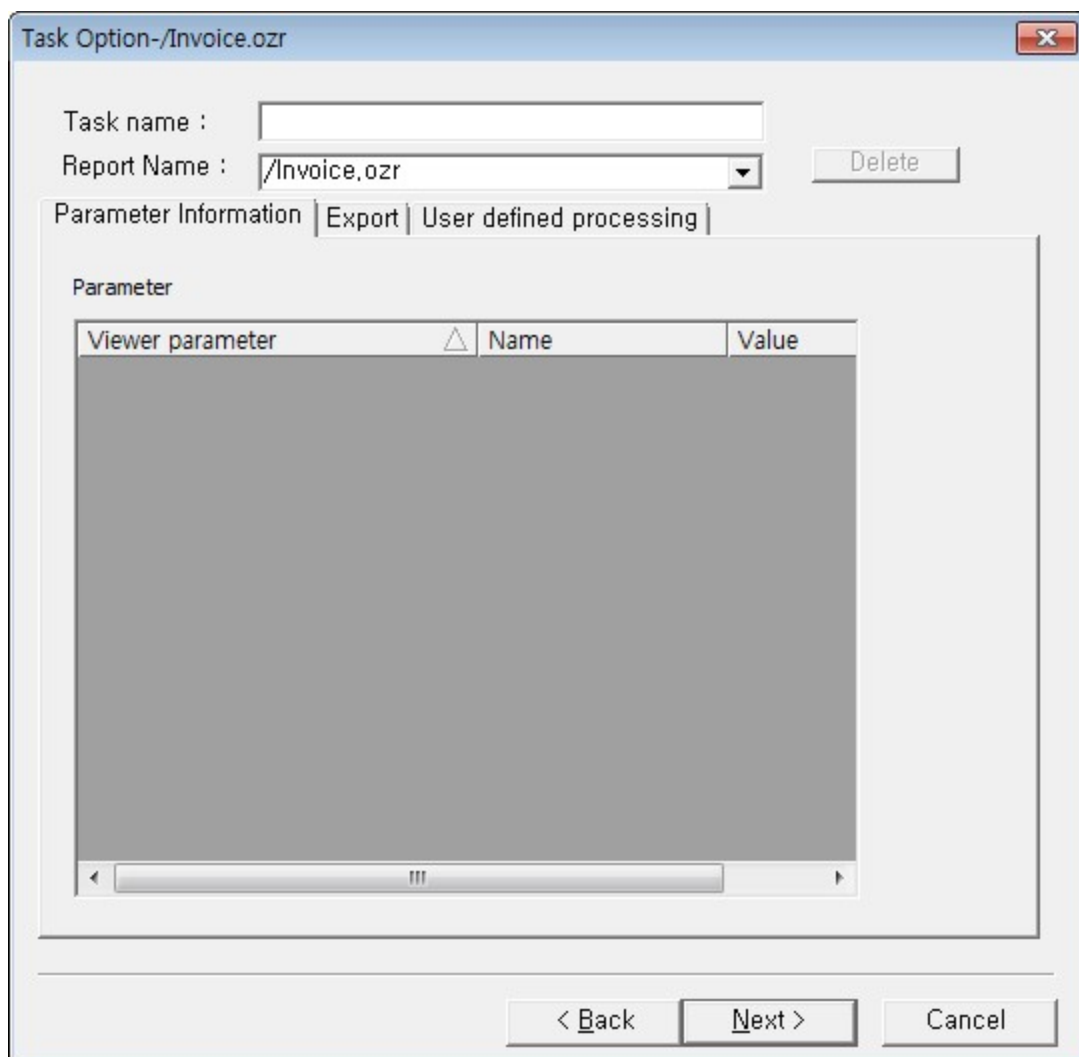 Task Option-/Invoice.ozr
Task name :
Report Name : /Invoice.ozr Delete
Parameter Information Export User defined processing
Parameter
Viewer parameter Name Value
< Back Next > Cancel